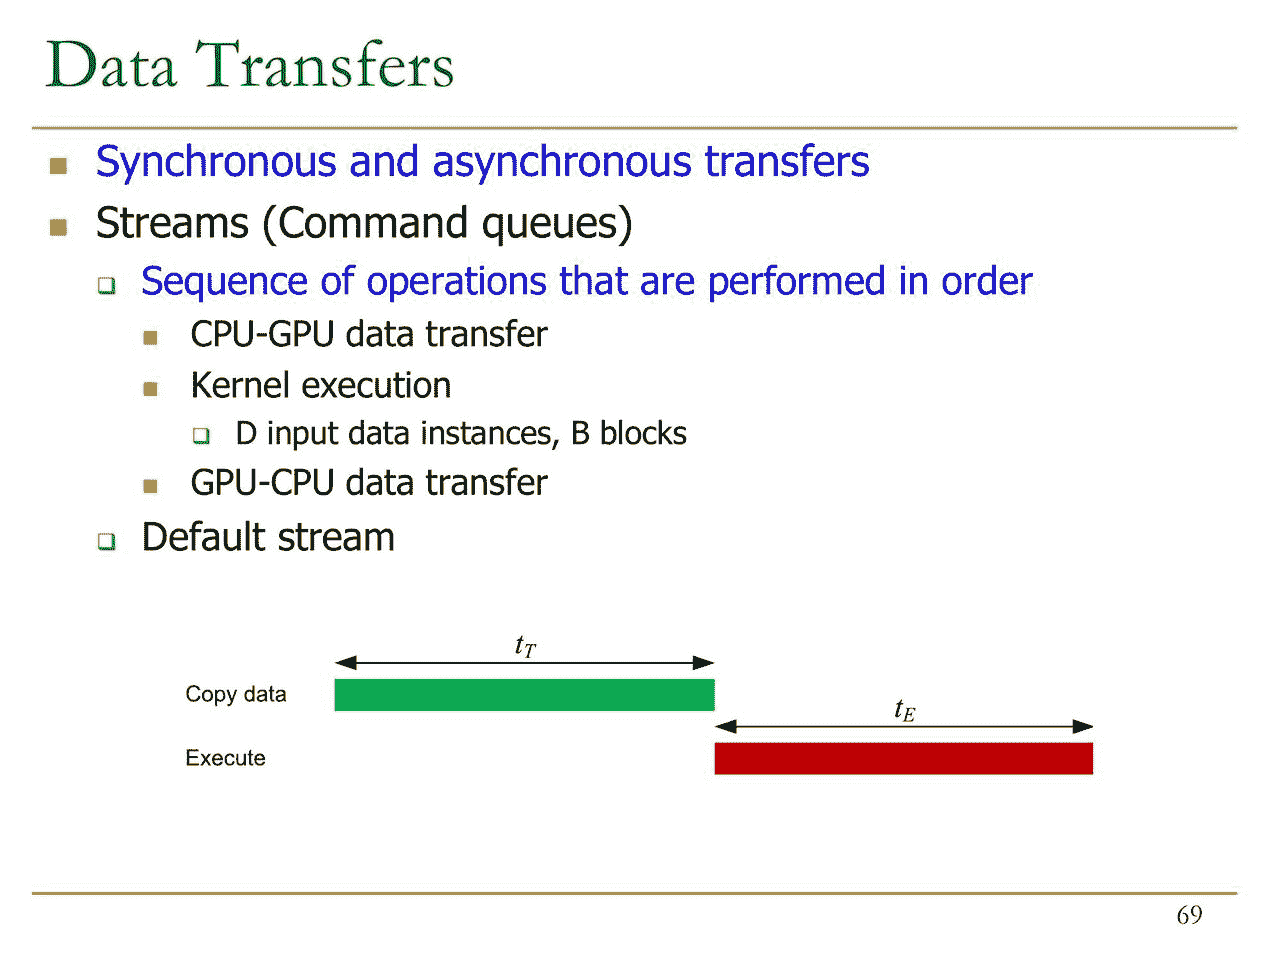 Data Transfers
Synchronous and asynchronous transfers
Streams (Command queues)
Sequence of operations that are performed in order
CPU-GPU data transfer
Kernel execution
D input data instances, B blocks
GPU-CPU data transfer
Default stream
tT
Copy data
tE
Execute
69